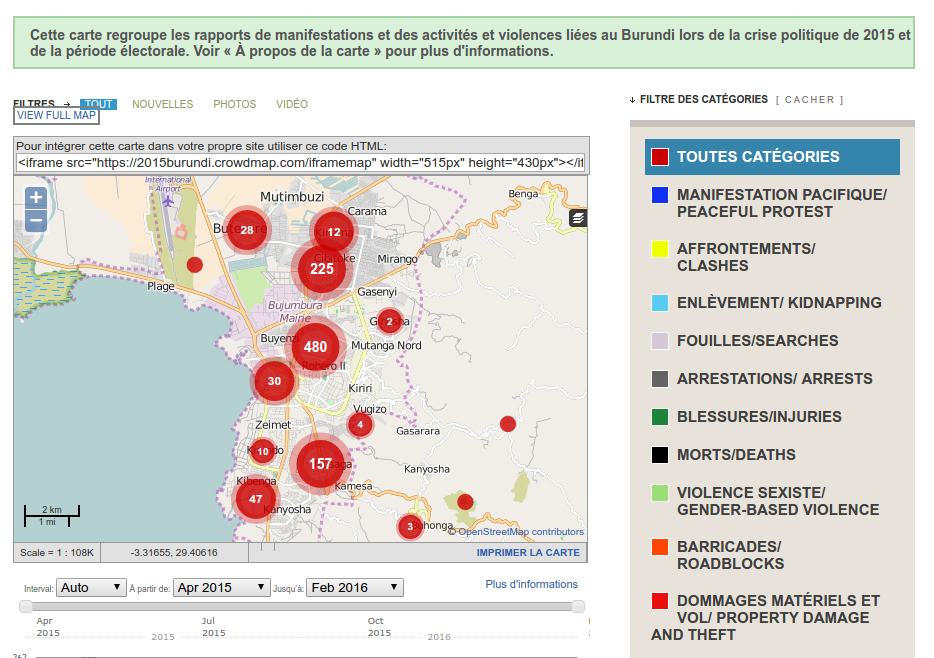 Cette carte regroupe les rapports de manifestations et des activités et violences liées au Burundi lors de la crise politique de 2015 et
de la période électorale. Voir « À propos de la carte » pour plus d'informations.
FILTRES → TOUT NOUVELLES PHOTOS VIDÉO
VIEW FULL MAP
Pour intégrer cette carte dans votre propre site utiliser ce code HTML:
<iframe src="https://2015burundi.crowdmap.com/iframemap" width="515px" height="430px"></if
International
Airport
Mutimbuzi
Benga
Carama
28
12
Mirango
225
Plage
Gasenyi
Bujumbura
Mairie
2
Buyenzi
480
Mutanga Nord
30
Kiriri
Vugizo
Zeimet
4
Gasarara
10
157
Kanyosha
Kibenga
Kamesa
47
Kanyosha
3
2 km
1 mi
© OpenStreetMap contributors
Scale = 1 : 108K
-3.31655, 29.40616
IMPRIMER LA CARTE
Interval: Auto À partir de: Apr 2015 Jusqu'à: Feb 2016
Plus d'informations
Apr
2015
Jul
2015
Oct
2015
2015
2016
262
↓ FILTRE DES CATÉGORIES [ CACHER ]
TOUTES CATÉGORIES
MANIFESTATION PACIFIQUE/
PEACEFUL PROTEST
AFFRONTEMENTS/
CLASHES
ENLÈVEMENT/ KIDNAPPING
FOUILLES/SEARCHES
ARRESTATIONS/ ARRESTS
BLESSURES/INJURIES
MORTS/DEATHS
VIOLENCE SEXISTE/
GENDER-BASED VIOLENCE
BARRICADES/
ROADBLOCKS
DOMMAGES MATÉRIELS ET
VOL/ PROPERTY DAMAGE
AND THEFT